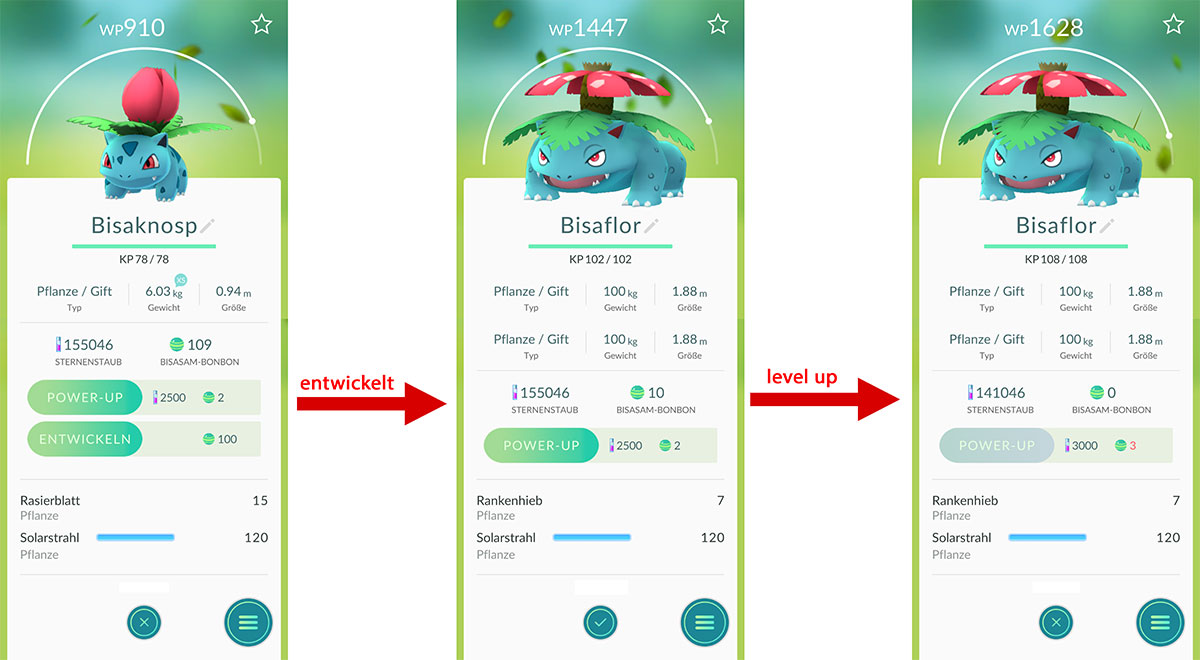 WP910
Bisaknosp
KP 78 / 78
XS
Pflanze / Gift 6.03 kg 0.94 m
Typ Gewicht Größe
155046 109
STERNENSTAUB BISASAM-BONBON
POWER-UP 2500 2
ENTWICKELN 100
Rasierblatt 15
Pflanze
Solarstrahl 120
Pflanze
entwickelt
WP1447
Bisaflor
KP 102 / 102
Pflanze / Gift 100 kg 1.88 m
Typ Gewicht Größe
Pflanze / Gift 100 kg 1.88 m
Typ Gewicht Größe
155046 10
STERNENSTAUB BISASAM-BONBON
POWER-UP 2500 2
Rankenhieb 7
Pflanze
Solarstrahl 120
Pflanze
level up
WP1628
Bisaflor
KP 108 / 108
Pflanze / Gift 100 kg 1.88 m
Typ Gewicht Größe
Pflanze / Gift 100 kg 1.88 m
Typ Gewicht Größe
141046 0
STERNENSTAUB BISASAM-BONBON
POWER-UP 3000 3
Rankenhieb 7
Pflanze
Solarstrahl 120
Pflanze